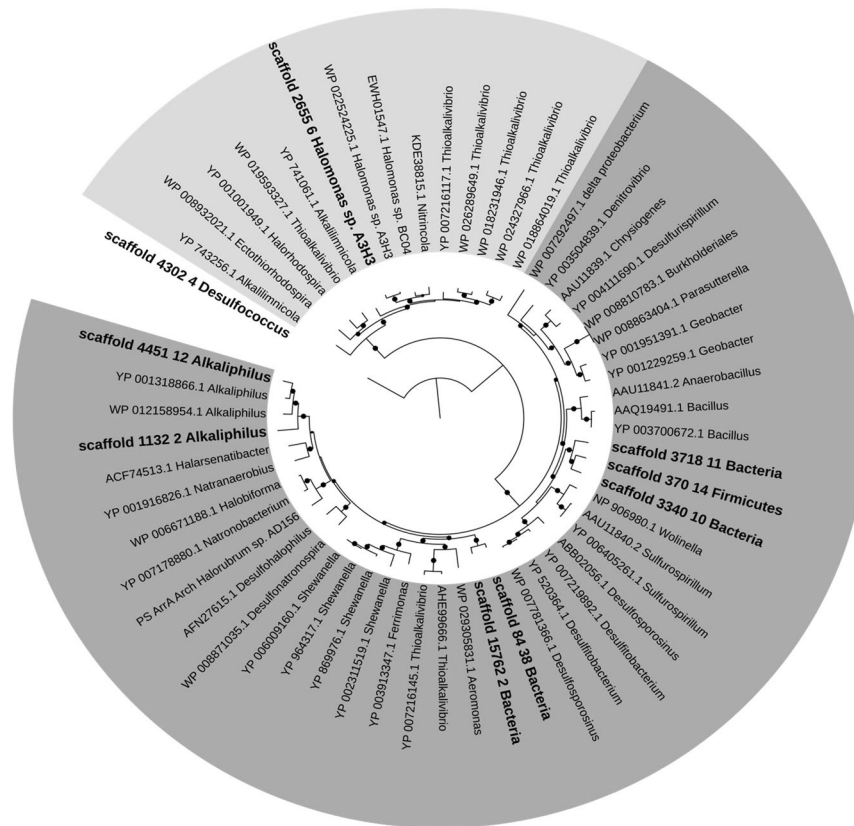 scaffold 4302 4 Desulfococcus
YP 743256.1 Alkalilimnicola
WP 008932021.1 Ectothiorhodospira
YP 001001949.1 Halorhodospira
WP 019593327.1 Thioalkalivibrio
YP 741061.1 Alkalilimnicola
scaffold 2655 6 Halomonas sp. A3H3
WP 022524225.1 Halomonas sp. A3H3
EWH01547.1 Halomonas sp. BC04
KDE38815.1 Nitrincola
YP 007216117.1 Thioalkalivibrio
WP 026289649.1 Thioalkalivibrio
WP 018231946.1 Thioalkalivibrio
WP 024327966.1 Thioalkalivibrio
WP 018864019.1 Thioalkalivibrio
WP 007292497.1 delta proteobacterium
YP 003504839.1 Denitrovibrio
AAU11839.1 Chrysiogenes
YP 004111690.1 Desulfurispirillum
WP 008810783.1 Burkholderiales
WP 008863404.1 Parasutterella
YP 001951391.1 Geobacter
YP 001229259.1 Geobacter
AAU11841.2 Anaerobacillus
AAQ19491.1 Bacillus
YP 003700672.1 Bacillus
scaffold 3718 11 Bacteria
scaffold 370 14 Firmicutes
scaffold 3340 10 Bacteria
NP 906980.1 Wolinella
AAU11840.2 Sulfurospirillum
YP 006405261.1 Sulfurospirillum
ABB02056.1 Desulfosporosinus
YP 007219892.1 Desulfitobacterium
YP 520364.1 Desulfitobacterium
WP 007781366.1 Desulfosporosinus
scaffold 84 38 Bacteria
scaffold 15762 2 Bacteria
WP 029305831.1 Aeromonas
AHE99666.1 Thioalkalivibrio
YP 007216145.1 Thioalkalivibrio
YP 003913347.1 Ferrimonas
YP 002311519.1 Shewanella
YP 869976.1 Shewanella
YP 964317.1 Shewanella
YP 006009160.1 Shewanella
WP 008871035.1 Desulfonatronospira
AFN27615.1 Desulfohalophilus
PS ArrA Arch Halorubrum sp. AD156
YP 007178880.1 Natronobacterium
WP 006671188.1 Halobiforma
YP 001916826.1 Natranaerobius
ACF74513.1 Halarsenatibacter
scaffold 1132 2 Alkaliphilus
WP 012158954.1 Alkaliphilus
YP 001318866.1 Alkaliphilus
scaffold 4451 12 Alkaliphilus